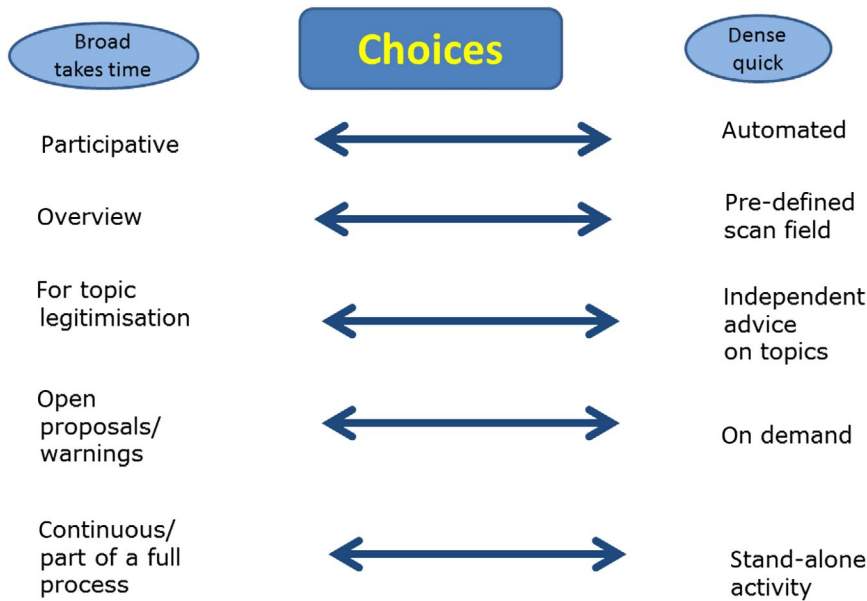 Broad
takes time
Choices
Dense
quick
Participative
Automated
Overview
Pre-defined
scan field
For topic
legitimisation
Independent
advice
on topics
Open
proposals/
warnings
On demand
Continuous/
part of a full
process
Stand-alone
activity